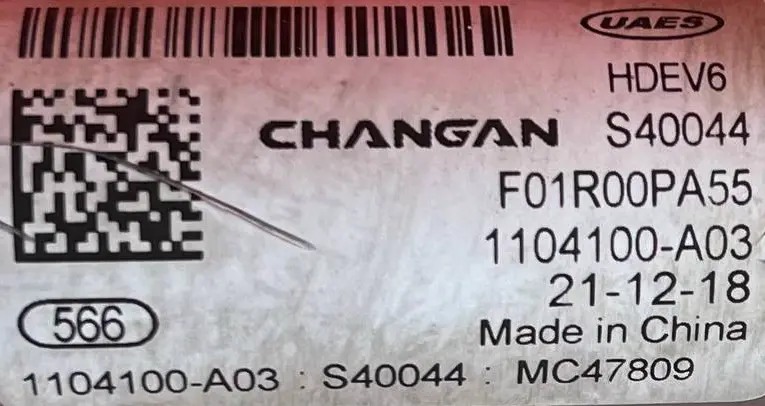 UAES
HDEV6
CHANGAN S40044
F01R00PA55
1104100-A03
21-12-18
566
Made in China
1104100-A03 : S40044 : MC47809